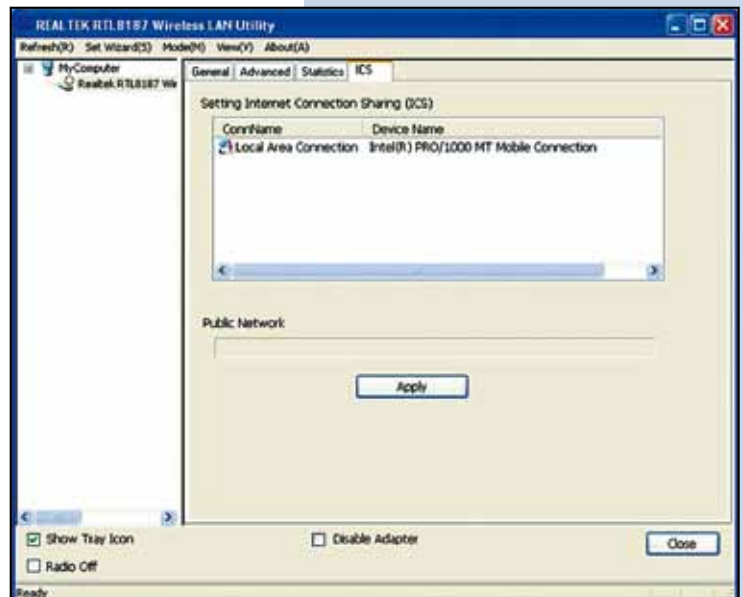 REALTEK RTL8187 Wireless LAN Utility
Refresh(R) Set Wizard(S) Mode(M) View(V) About(A)
MyComputer
Realtek RTL8187 Wir
General Advanced Statistics ICS
Setting Internet Connection Sharing (ICS)
ConnName Device Name
Local Area Connection Intel(R) PRO/1000 MT Mobile Connection
Public Network
Apply
Show Tray Icon
Disable Adapter
Close
Radio Off
Ready